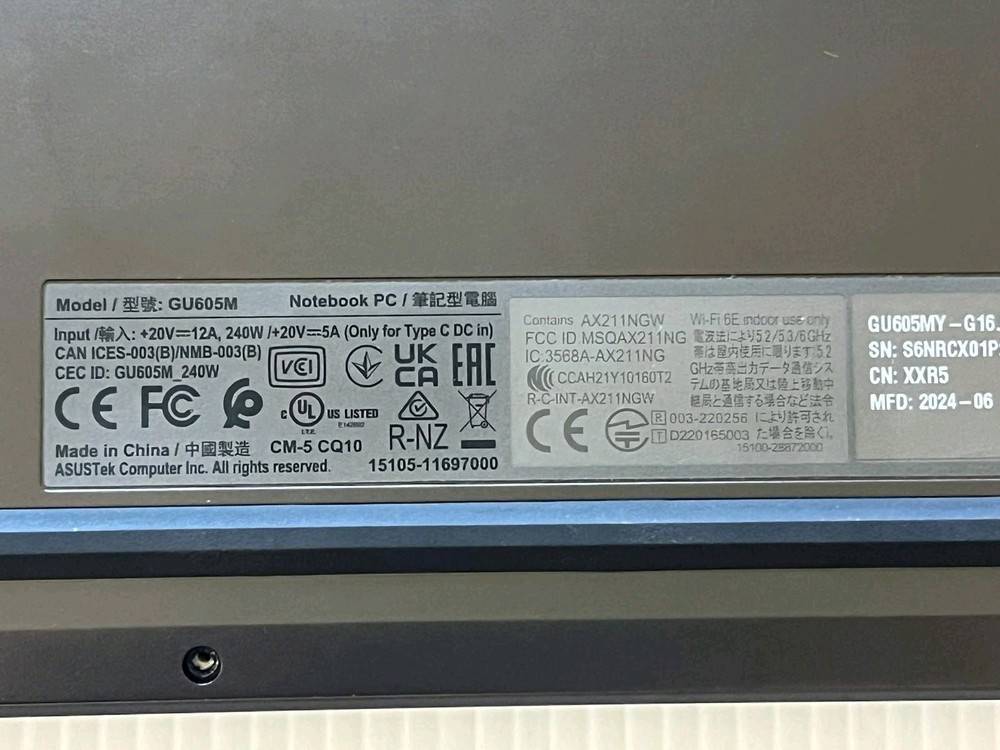 Model / 型號: GU605M
Notebook PC / 筆記型電腦
Input /輸入: +20V⎓12A, 240W /+20V⎓5A (Only for Type C DC in)
CAN ICES-003(B)/NMB-003(B)
CEC ID: GU605M_240W
VCI
UK
CA
EAC
CE FC
c UL US LISTED
I.T.E. E142692
R-NZ
Made in China / 中國製造
CM-5 CQ10
ASUSTek Computer Inc. All rights reserved.
15105-11697000
Contains AX211NGW
FCC ID MSQAX211NG
IC:3568A-AX211NG
CCAH21Y10160T2
R-C-INT-AX211NGW
CE
Wi-Fi 6E indoor use only
電波法により5.2/5.3/6GHz
帯は屋内使用に限ります;5.2
GHz帯高出力データ通信シス
テムの基地局又は陸上移動中
継局と通信する場合など法令
R 003-220256 により許可され
T D220165003 た場合を除く)。
15100-28872000
GU605MY-G16.
SN: S6NRCX01P
CN: XXR5
MFD: 2024-06